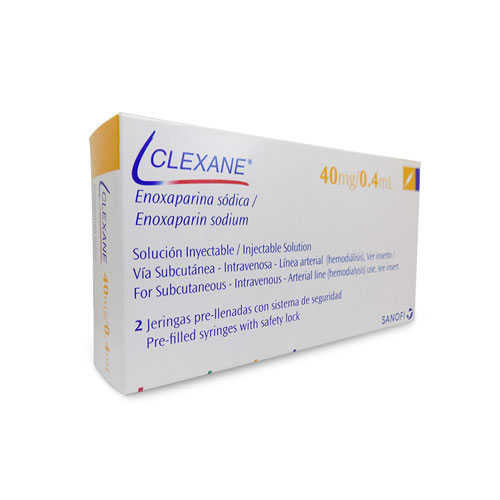 CLEXANE®
40mg/0.4mL
Enoxaparina sódica /
Enoxaparin sodium
Solución Inyectable / Injectable Solution
Vía Subcutánea - Intravenosa - Línea arterial (hemodiálisis), Ver inserto /
For Subcutaneous - Intravenous - Arterial line (hemodialysis) use, see insert.
2 Jeringas pre-llenadas con sistema de seguridad
Pre-filled syringes with safety lock
SANOFI
CLEXANE
40mg/0.4mL